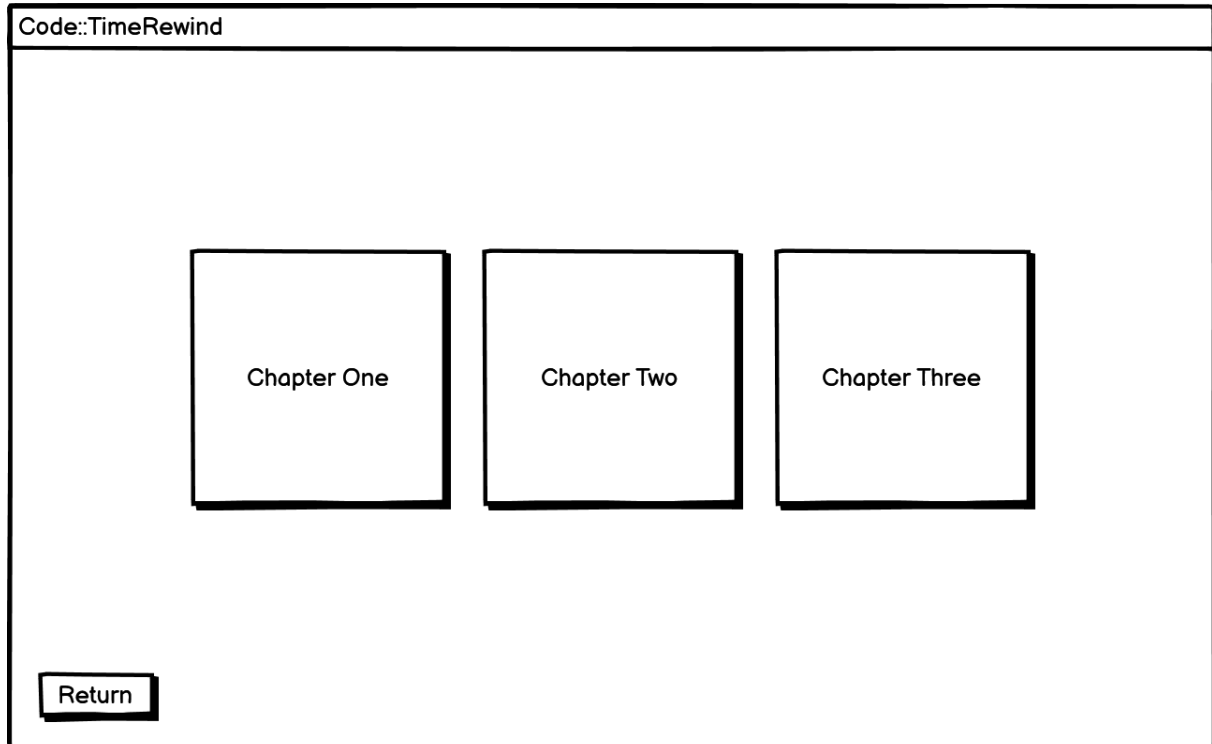 Code::TimeRewind
Chapter One
Chapter Two
Chapter Three
Return